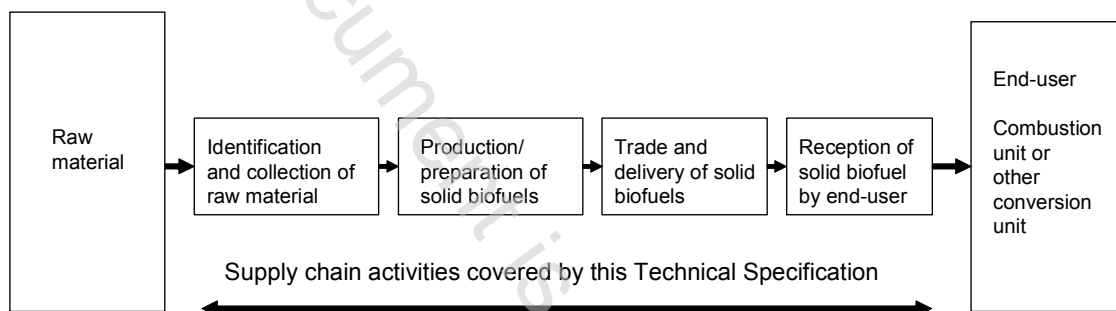 Raw
material
Identification
and collection of
raw material
Production/
preparation of
solid biofuels
Trade and
delivery of solid
biofuels
Reception of
solid biofuel
by end-user
End-user
Combustion
unit or
other
conversion
unit
Supply chain activities covered by this Technical Specification
cument is